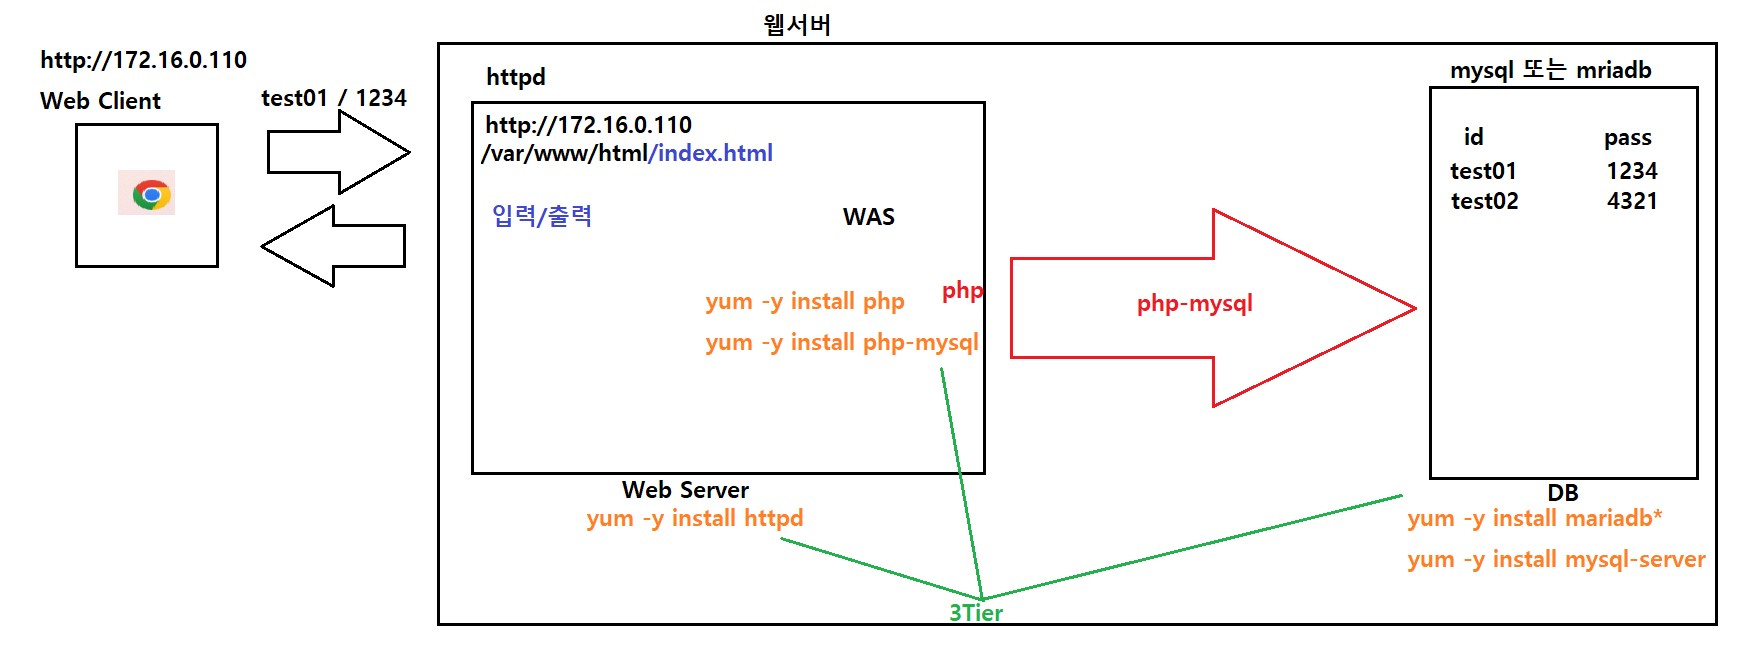 웹서버
http://172.16.0.110
Web Client
test01 / 1234
httpd
http://172.16.0.110
/var/www/html/index.html
입력/출력
WAS
php
yum -y install php
yum -y install php-mysql
Web Server
yum -y install httpd
php-mysql
mysql 또는 mriadb
id pass
test01 1234
test02 4321
DB
yum -y install mariadb*
yum -y install mysql-server
3Tier